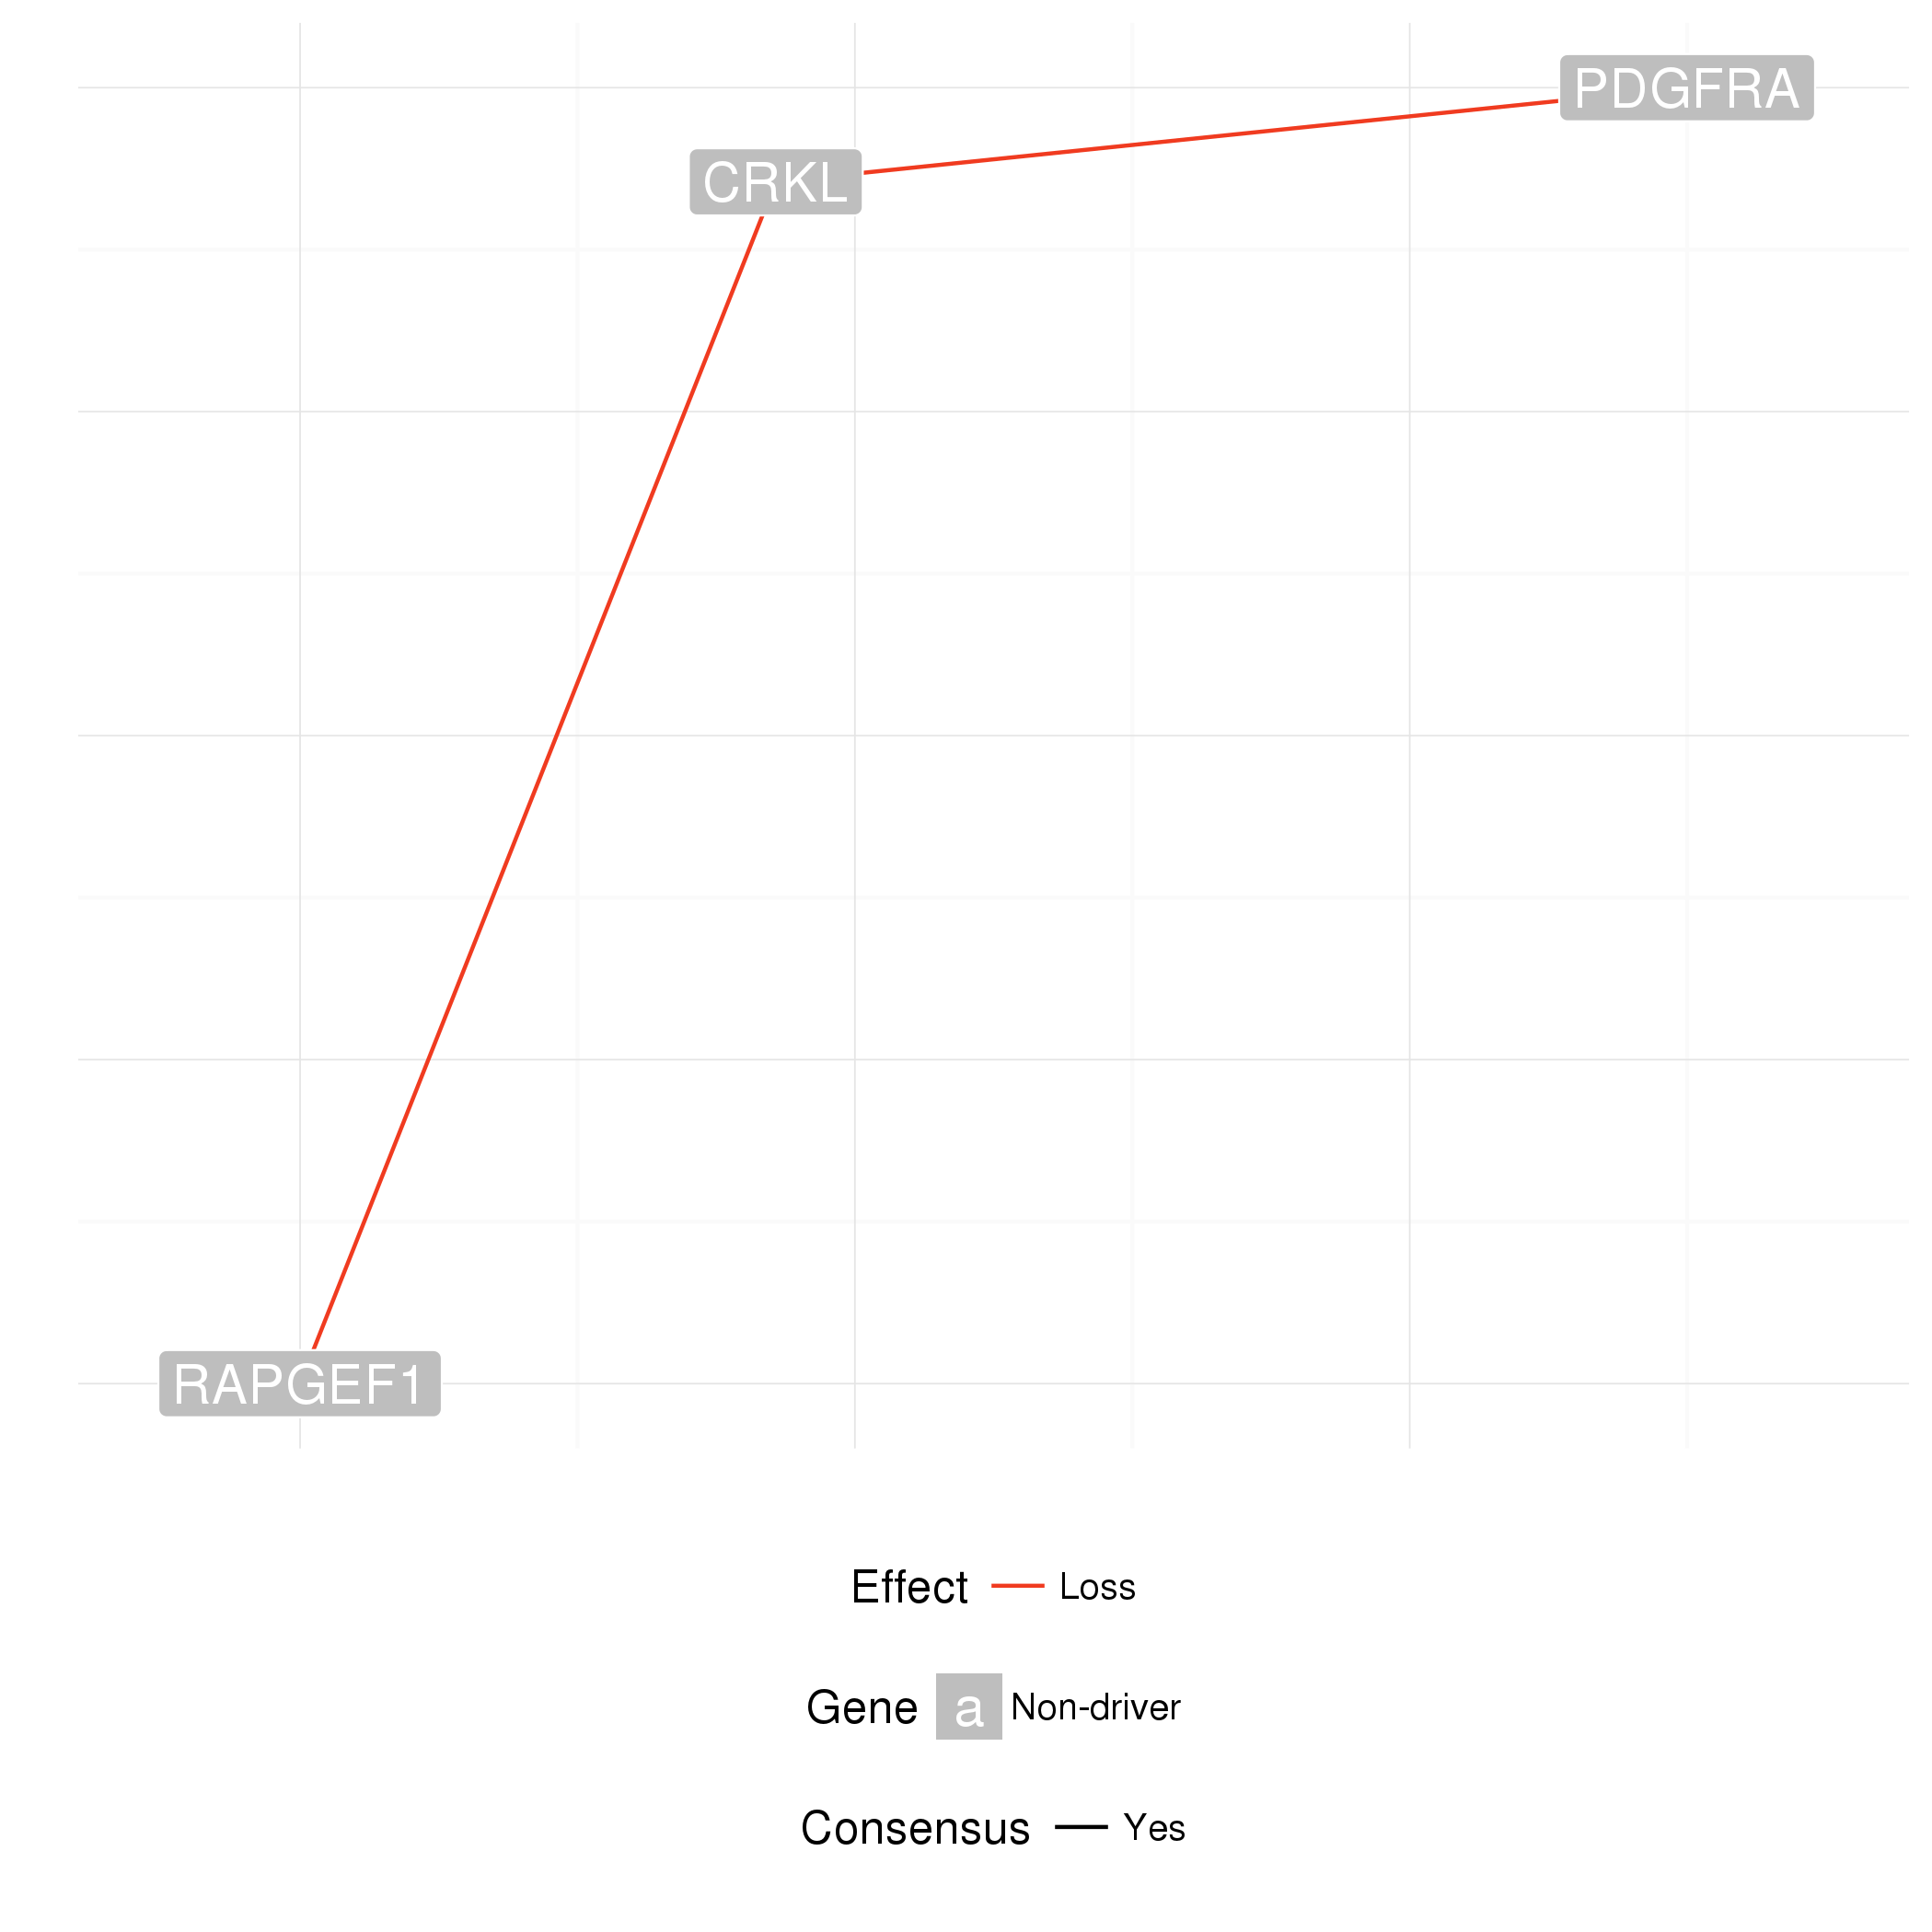 PDGFRA
CRKL
RAPGEF1
Effect Loss
Gene a Non-driver
Consensus Yes